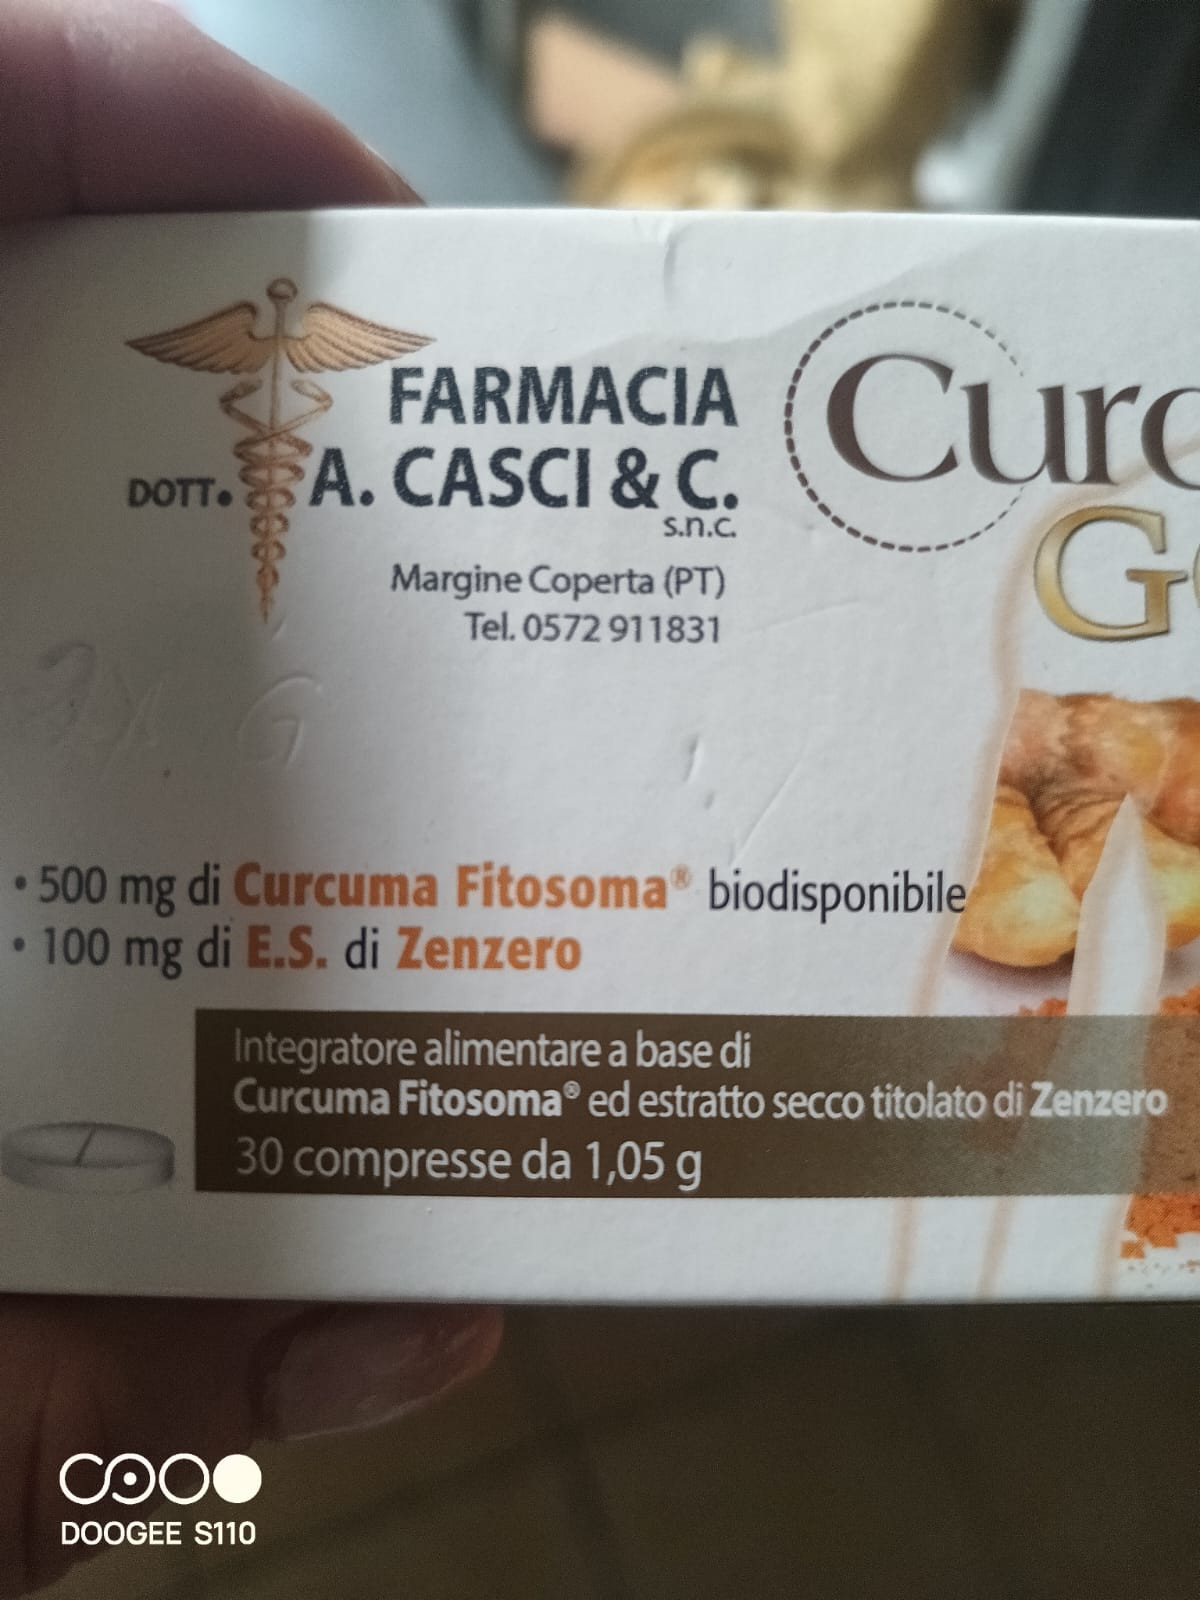 FARMACIA
DOTT. A. CASCI & C.
s.n.c.
Margine Coperta (PT)
Tel. 0572 911831
Curc
G
• 500 mg di Curcuma Fitosoma® biodisponibile
• 100 mg di E.S. di Zenzero
Integratore alimentare a base di
Curcuma Fitosoma® ed estratto secco titolato di Zenzero
30 compresse da 1,05 g
DOOGEE S110